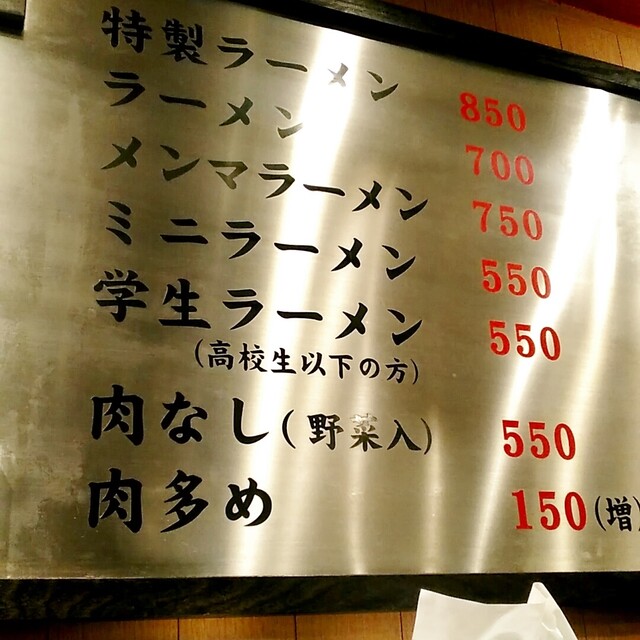 特製ラーメン 850
ラーメン 700
メンマラーメン 750
ミニラーメン 550
学生ラーメン 550
(高校生以下の方)
肉なし(野菜入) 550
肉多め 150(増)